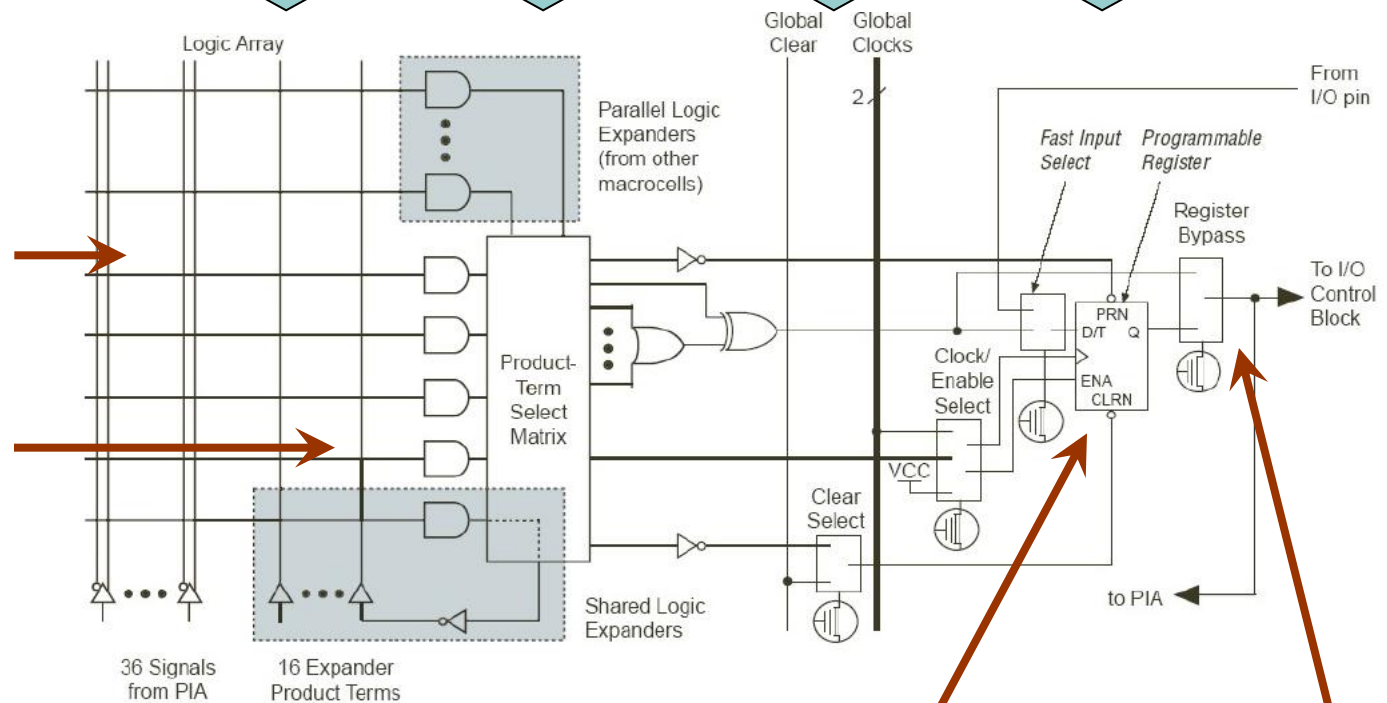 Logic Array
Global
Clear
Global
Clocks
2
From
I/O pin
Parallel Logic
Expanders
(from other
macrocells)
Fast Input
Select
Programmable
Register
Register
Bypass
To I/O
Control
Block
PRN
D/T Q
ENA
CLRN
Product-
Term
Select
Matrix
Clock/
Enable
Select
VCC
Clear
Select
to PIA
Shared Logic
Expanders
36 Signals
from PIA
16 Expander
Product Terms